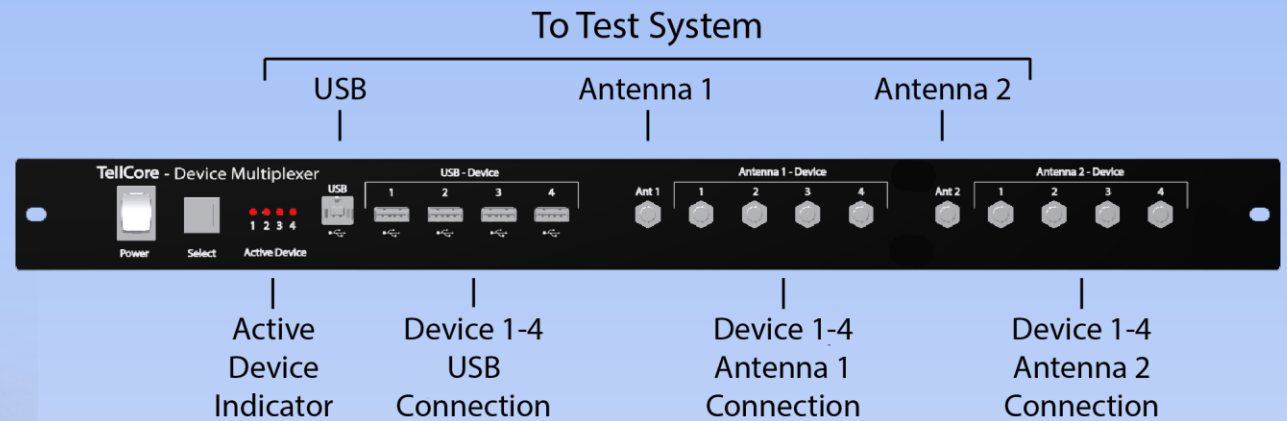 To Test System
USB Antenna 1 Antenna 2
TellCore - Device Multiplexer
USB
USB - Device
1 2 3 4
Ant 1
Antenna 1 - Device
1 2 3 4
Ant 2
Antenna 2 - Device
1 2 3 4
1 2 3 4
Power Select Active Device
Active
Device
Indicator
Device 1-4
USB
Connection
Device 1-4
Antenna 1
Connection
Device 1-4
Antenna 2
Connection